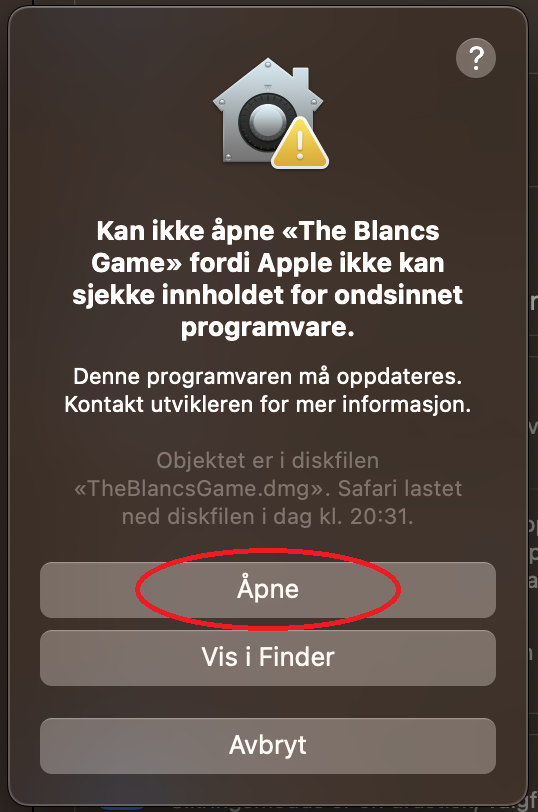 ?
Kan ikke åpne «The Blancs
Game» fordi Apple ikke kan
sjekke innholdet for ondsinnet
programvare.
Denne programvaren må oppdateres.
Kontakt utvikleren for mer informasjon.
Objektet er i diskfilen
«TheBlancsGame.dmg». Safari lastet
ned diskfilen i dag kl. 20:31.
Åpne
Vis i Finder
Avbryt